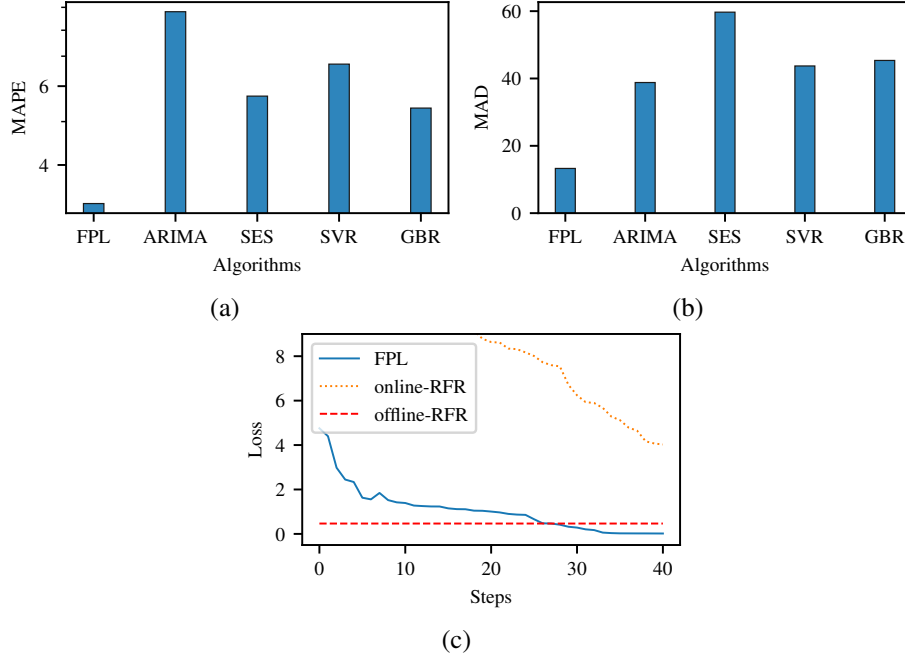 MAPE
6
4
FPL ARIMA SES SVR GBR
Algorithms
(a)
MAD
60
40
20
0
FPL ARIMA SES SVR GBR
Algorithms
(b)
Loss
8
6
4
2
0
FPL
online-RFR
offline-RFR
0 10 20 30 40
Steps
(c)